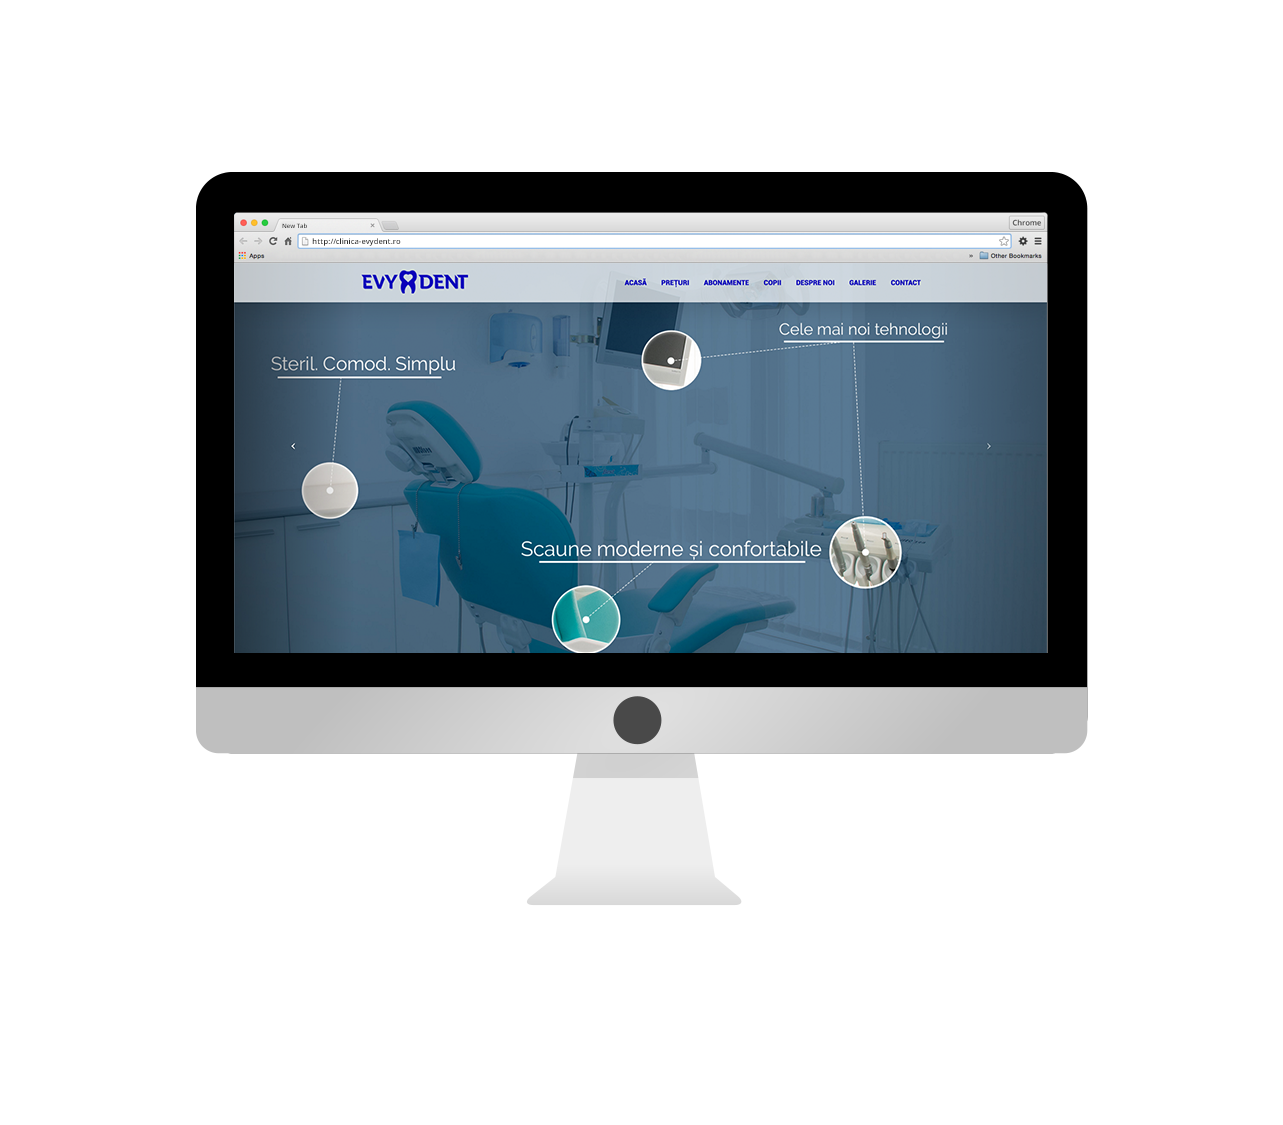 New Tab
Chrome
http://clinica-evydent.ro
Apps
» Other Bookmarks
EVY DENT
ACASĂ PREȚURI ABONAMENTE COPII DESPRE NOI GALERIE CONTACT
Cele mai noi tehnologii
Steril. Comod. Simplu
Scaune moderne și confortabile